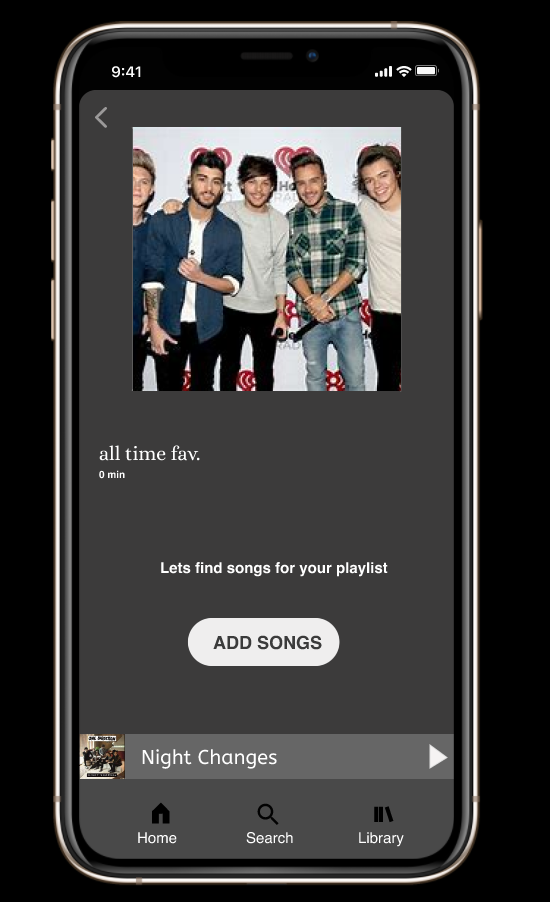 9:41
all time fav.
0 min
Lets find songs for your playlist
ADD SONGS
Night Changes
Home
Search
Library